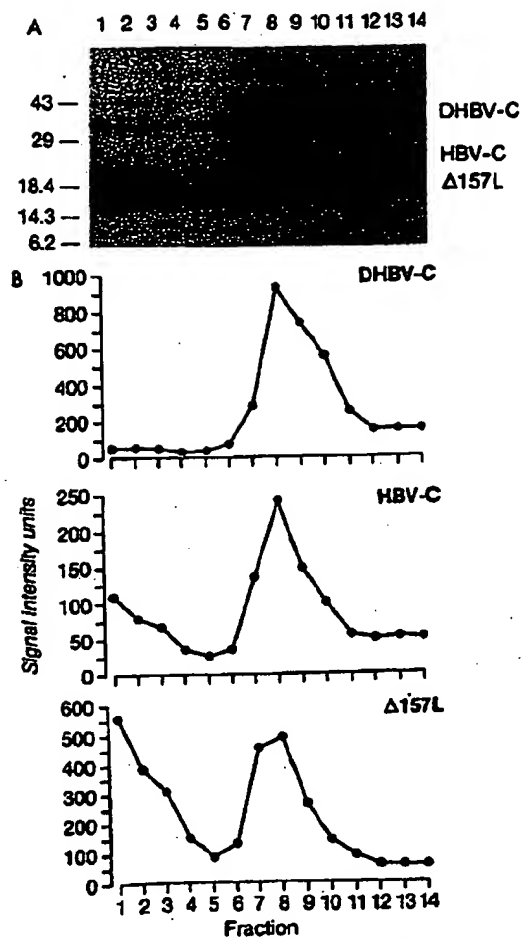 A 1 2 3 4 5 6 7 8 9 10 11 12 13 14
43
DHBV-C
29
HBV-C
18.4
Δ157L
14.3
6.2
B
1000
DHBV-C
800
600
400
200
0
250
HBV-C
200
150
100
50
0
Signal intensity units
600
Δ157L
500
400
300
200
100
0
1 2 3 4 5 6 7 8 9 10 11 12 13 14
Fraction